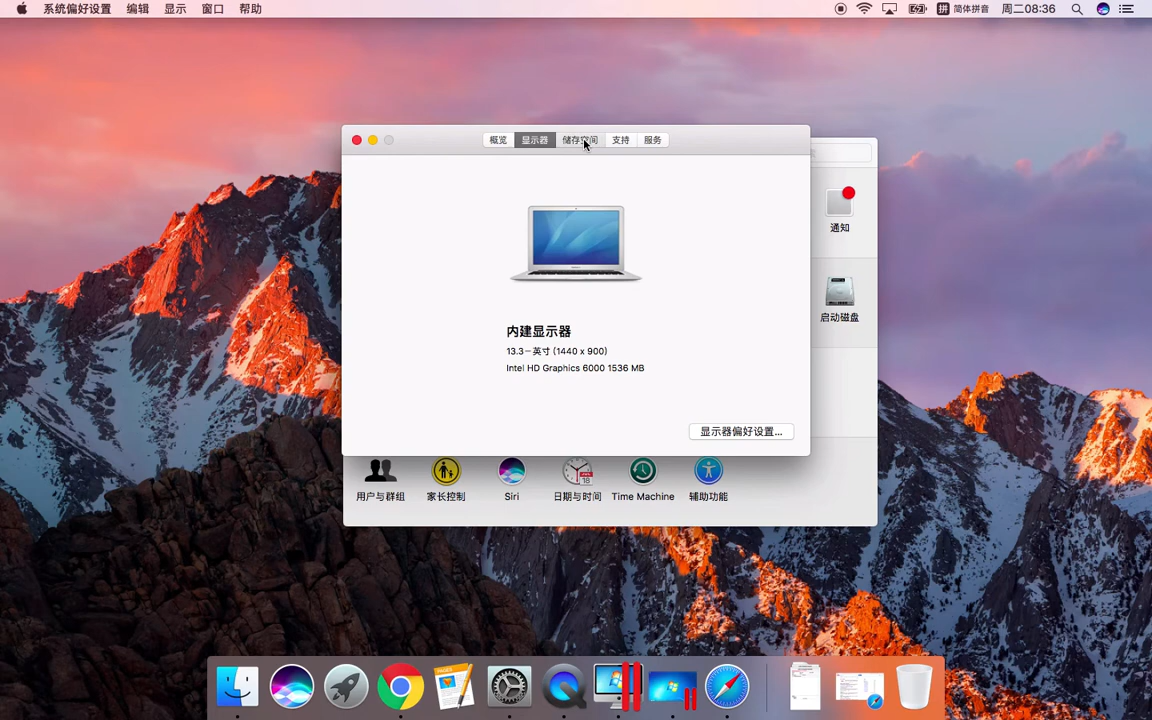 系统偏好设置 编辑 显示 窗口 帮助 拼 简体拼音 周二08:36
概览 显示器 储存空间 支持 服务
通知
启动磁盘
内建显示器
13.3-英寸 (1440 x 900)
Intel HD Graphics 6000 1536 MB
显示器偏好设置...
用户与群组 家长控制 Siri 日期与时间 Time Machine 辅助功能